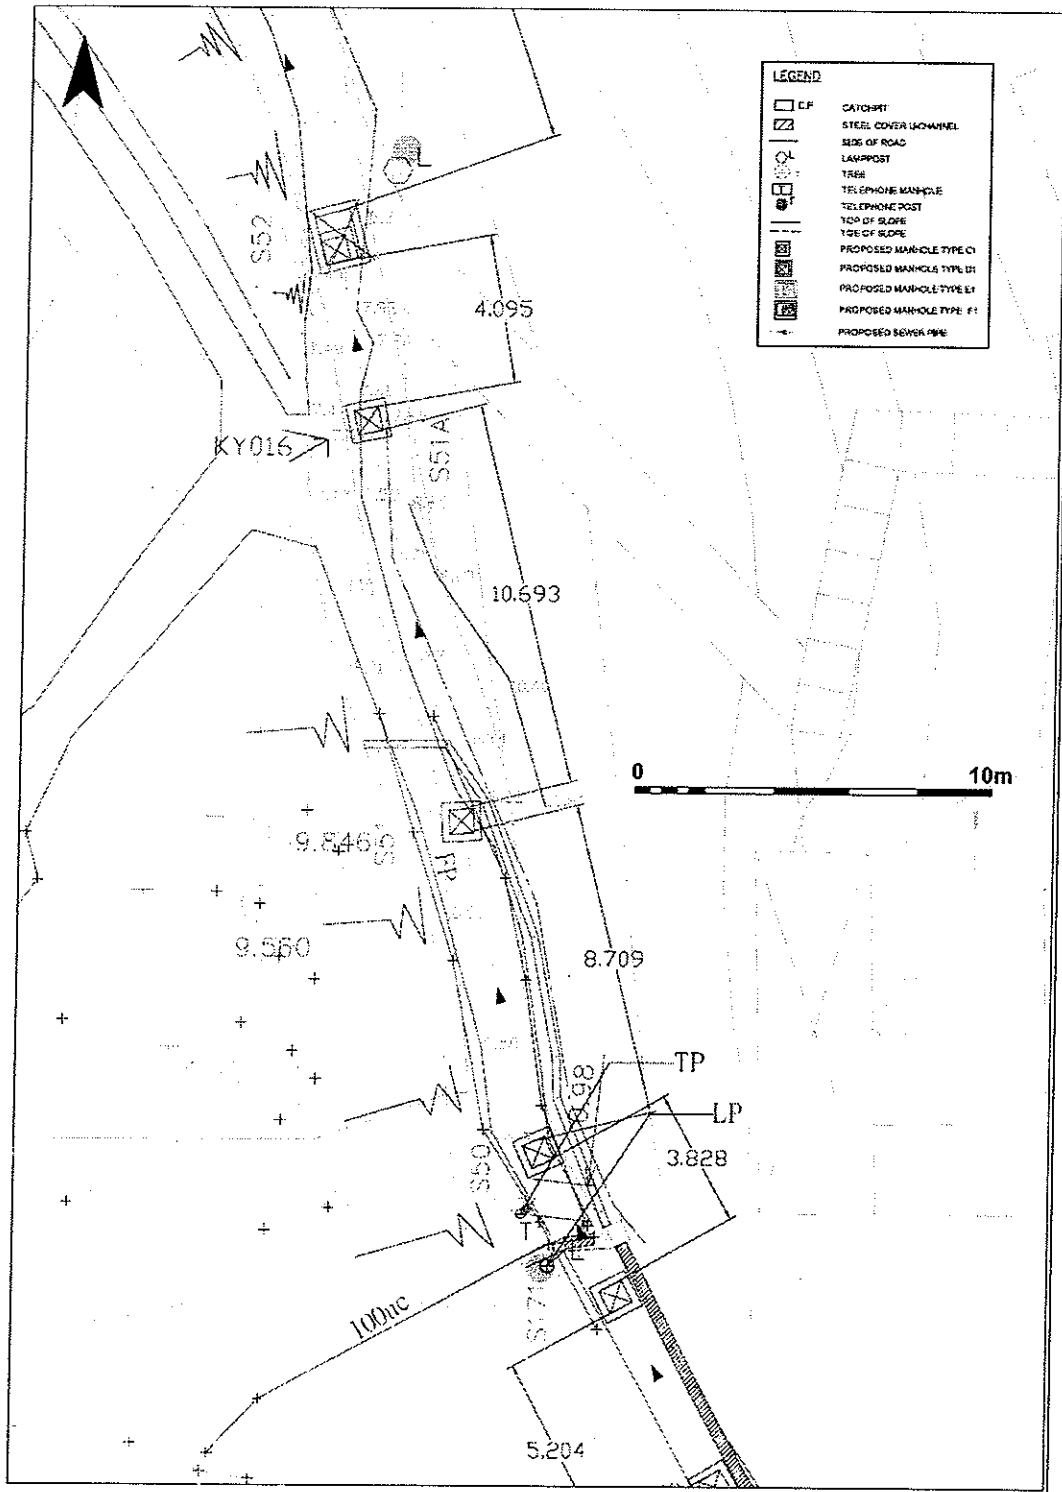 LEGEND
C.P CATCHPIT
STEEL COVER U-CHANNEL
SIDE OF ROAD
L LAMPPOST
TREE
T TELEPHONE MANHOLE
T TELEPHONE POST
TOP OF SLOPE
TOE OF SLOPE
PROPOSED MANHOLE TYPE C1
PROPOSED MANHOLE TYPE D1
PROPOSED MANHOLE TYPE E1
PROPOSED MANHOLE TYPE F1
PROPOSED SEWER PIPE
L
S52
4.095
KY016
S51A
10.693
0 10m
9.846
EP
9.560
8.709
TP
LP
S50
3.828
T
L
S171
100uc
5.204